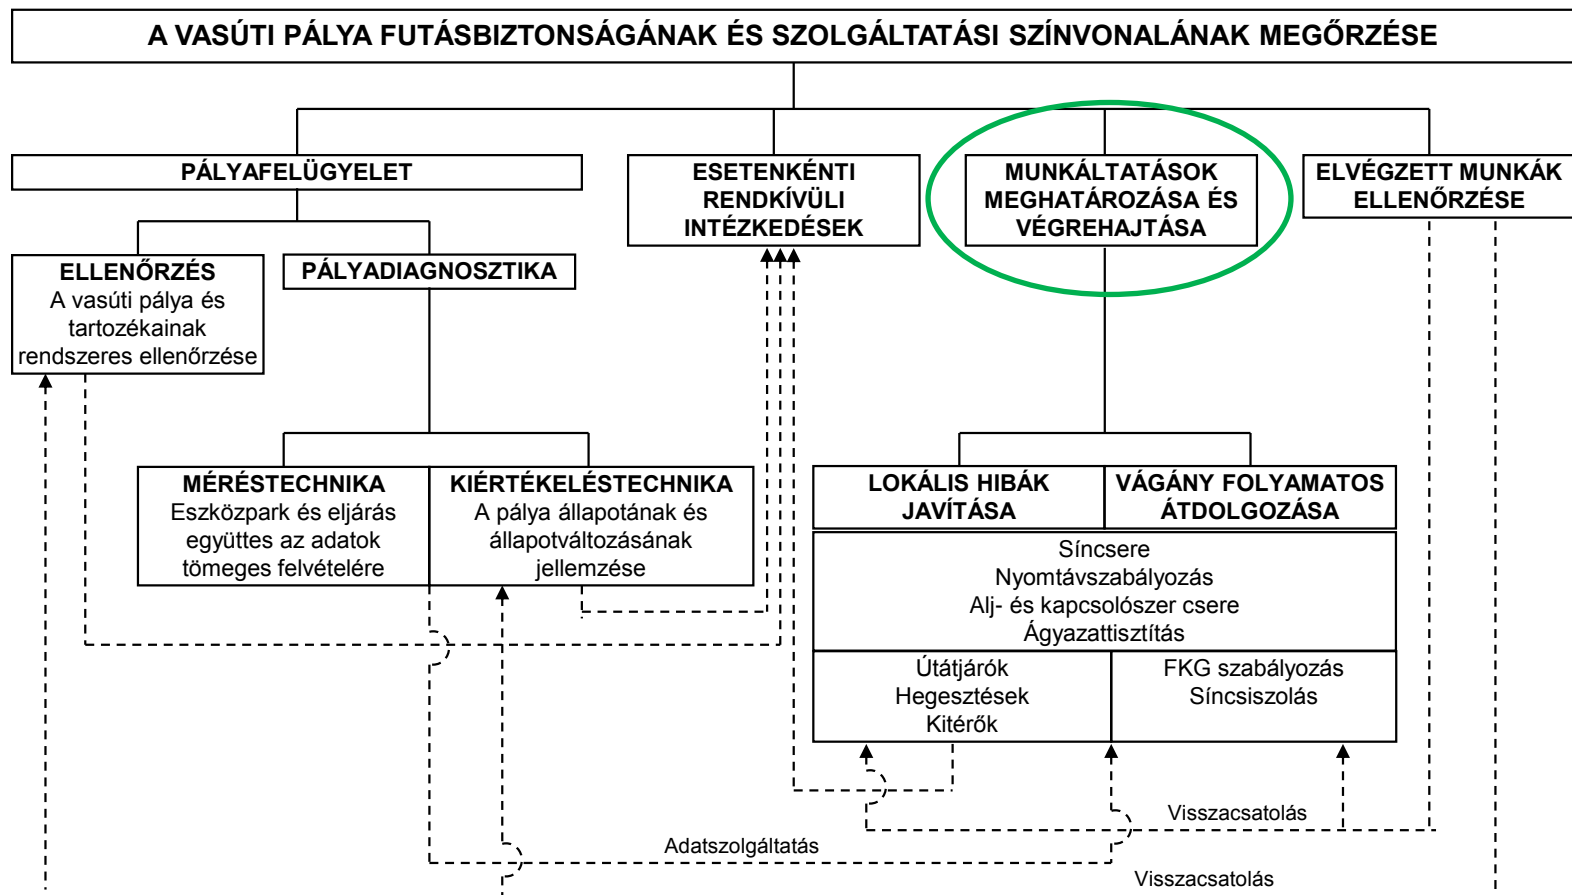 A VASÚTI PÁLYA FUTÁSBIZTONSÁGÁNAK ÉS SZOLGÁLTATÁSI SZÍNVONALÁNAK MEGŐRZÉSE
PÁLYAFELÜGYELET
ESETENKÉNTI
RENDKÍVÜLI
INTÉZKEDÉSEK
MUNKÁLTATÁSOK
MEGHATÁROZÁSA ÉS
VÉGREHAJTÁSA
ELVÉGZETT MUNKÁK
ELLENŐRZÉSE
ELLENŐRZÉS
A vasúti pálya és
tartozékainak
rendszeres ellenőrzése
PÁLYADIAGNOSZTIKA
MÉRÉSTECHNIKA
Eszközpark és eljárás
együttes az adatok
tömeges felvételére
KIÉRTÉKELÉSTECHNIKA
A pálya állapotának és
állapotváltozásának
jellemzése
LOKÁLIS HIBÁK
JAVÍTÁSA
VÁGÁNY FOLYAMATOS
ÁTDOLGOZÁSA
Síncsere
Nyomtávszabályozás
Alj- és kapcsolószer csere
Ágyazattisztítás
Útátjárók
Hegesztések
Kitérők
FKG szabályozás
Síncsiszolás
Visszacsatolás
Adatszolgáltatás
Visszacsatolás